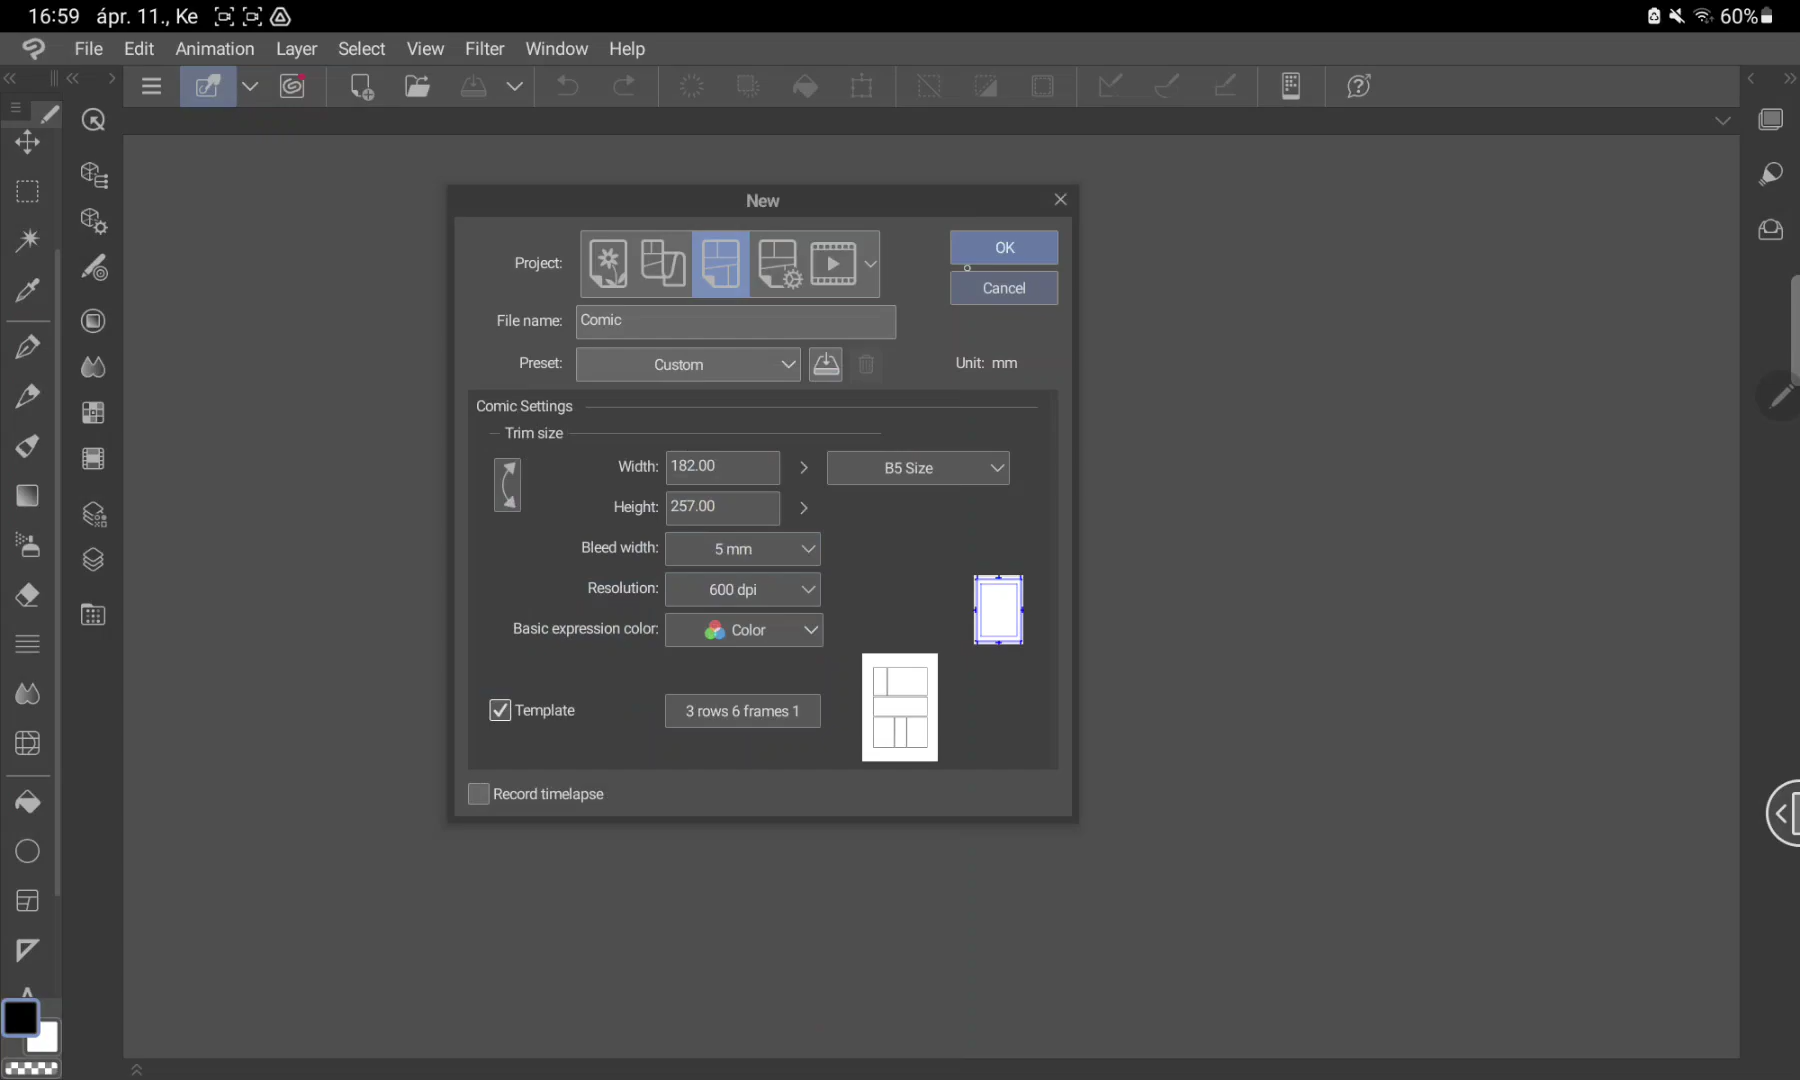 16:59 ápr. 11., Ke 60%
File Edit Animation Layer Select View Filter Window Help
New
Project: OK
Cancel
File name: Comic
Preset: Custom Unit: mm
Comic Settings
Trim size
Width: 182.00 B5 Size
Height: 257.00
Bleed width: 5 mm
Resolution: 600 dpi
Basic expression color: Color
Template 3 rows 6 frames 1
Record timelapse